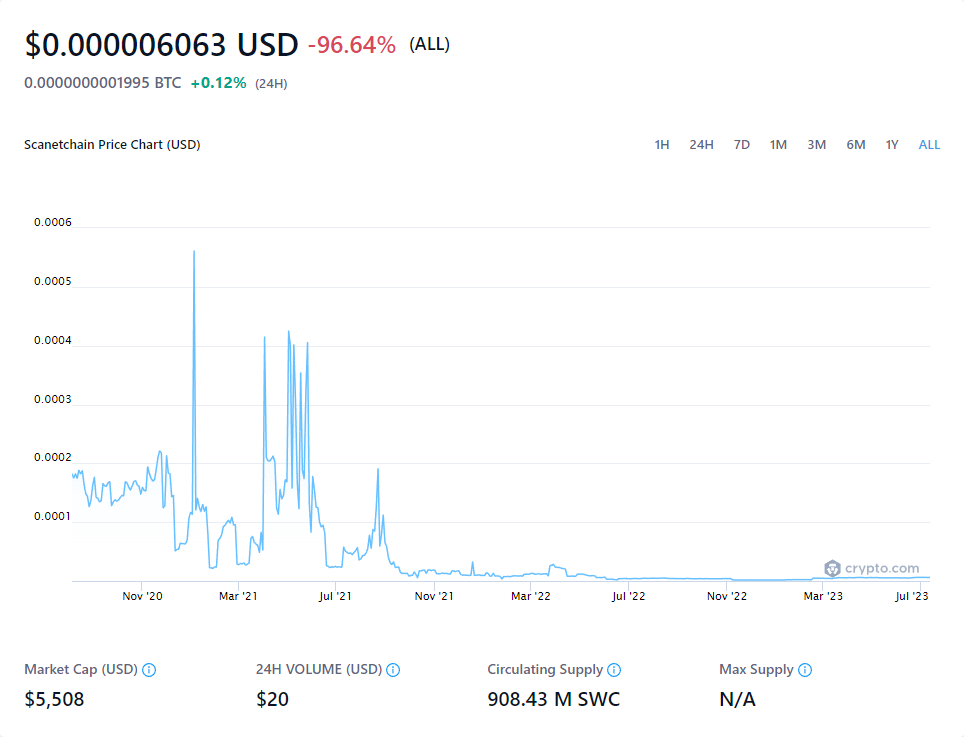 $0.000006063 USD -96.64% (ALL)
0.0000000001995 BTC +0.12% (24H)
Scanetchain Price Chart (USD) 1H 24H 7D 1M 3M 6M 1Y ALL
0.0006
0.0005
0.0004
0.0003
0.0002
0.0001
crypto.com
Nov '20 Mar '21 Jul '21 Nov '21 Mar '22 Jul '22 Nov '22 Mar '23 Jul '23
Market Cap (USD) 24H VOLUME (USD) Circulating Supply Max Supply
$5,508 $20 908.43 M SWC N/A